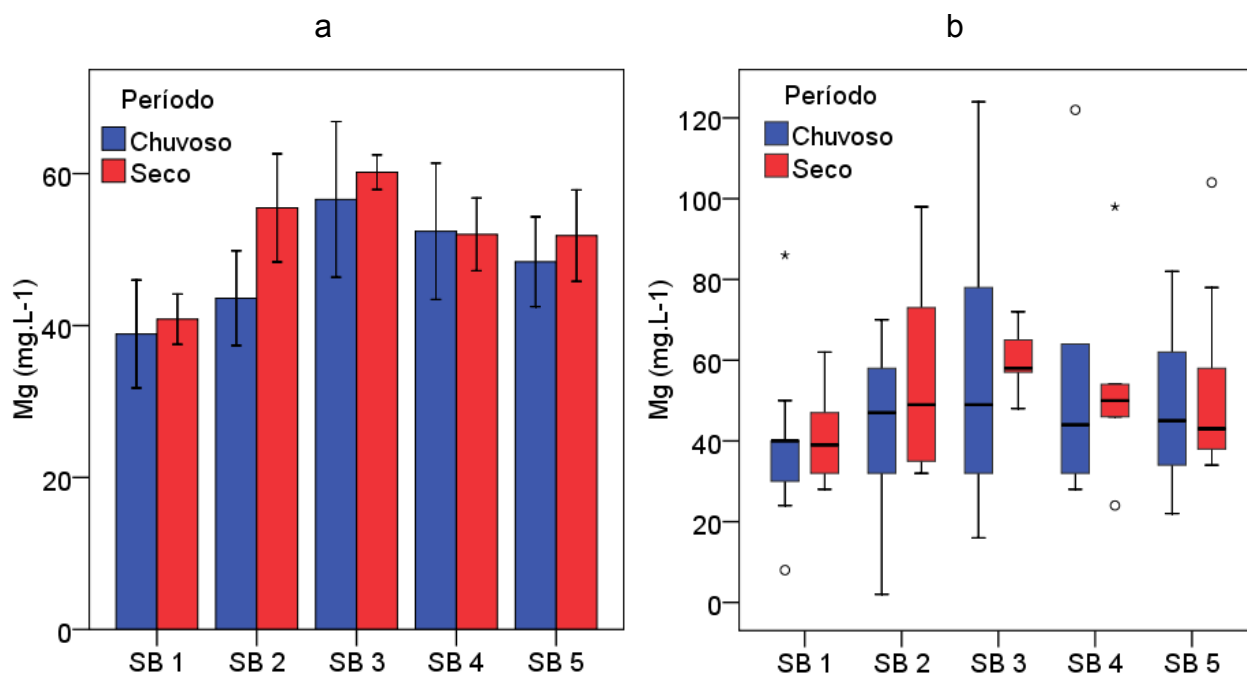 a
Período
Chuvoso
Seco
Mg (mg.L-1)
60
40
20
0
SB 1 SB 2 SB 3 SB 4 SB 5
b
Período
Chuvoso
Seco
Mg (mg.L-1)
120
100
80
60
40
20
0
SB 1 SB 2 SB 3 SB 4 SB 5